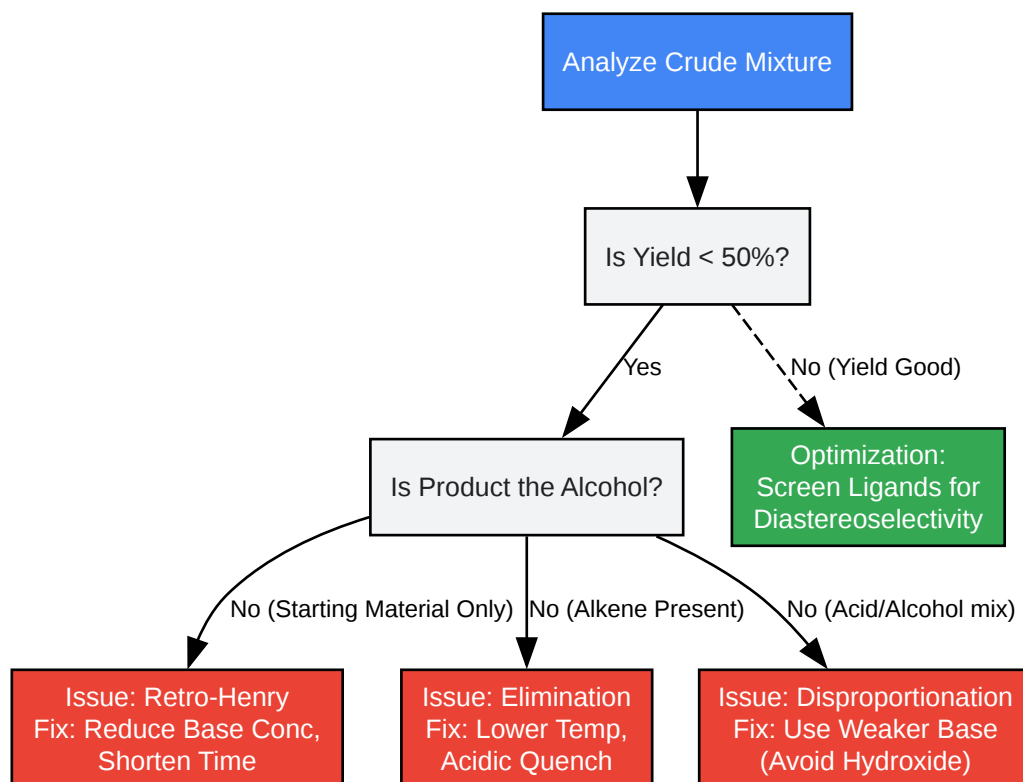 Analyze Crude Mixture
Is Yield < 50%?
Yes
No (Yield Good)
Is Product the Alcohol?
Optimization:
Screen Ligands for
Diastereoselectivity
No (Starting Material Only)
No (Alkene Present)
No (Acid/Alcohol mix)
Issue: Retro-Henry
Fix: Reduce Base Conc,
Shorten Time
Issue: Elimination
Fix: Lower Temp,
Acidic Quench
Issue: Disproportionation
Fix: Use Weaker Base
(Avoid Hydroxide)